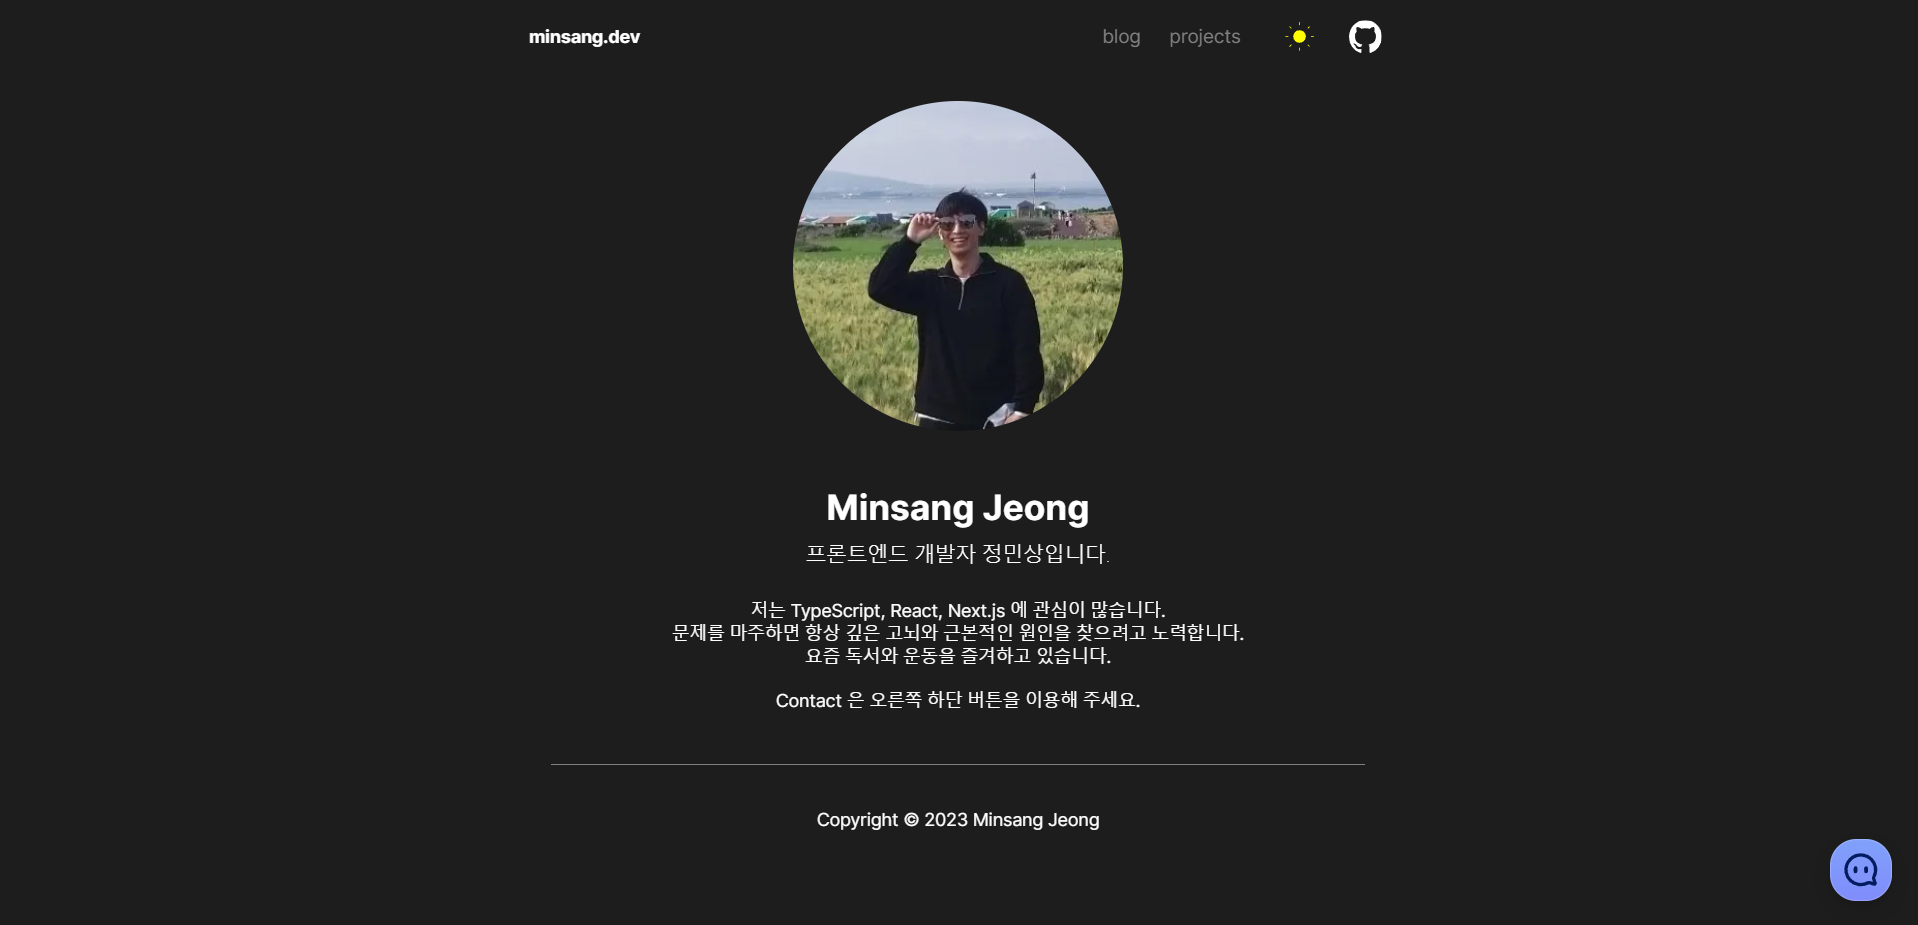 minsang.dev
blog
projects
Minsang Jeong
프론트엔드 개발자 정민상입니다.
저는 TypeScript, React, Next.js 에 관심이 많습니다.
문제를 마주하면 항상 깊은 고뇌와 근본적인 원인을 찾으려고 노력합니다.
요즘 독서와 운동을 즐겨하고 있습니다.
Contact 은 오른쪽 하단 버튼을 이용해 주세요.
Copyright © 2023 Minsang Jeong